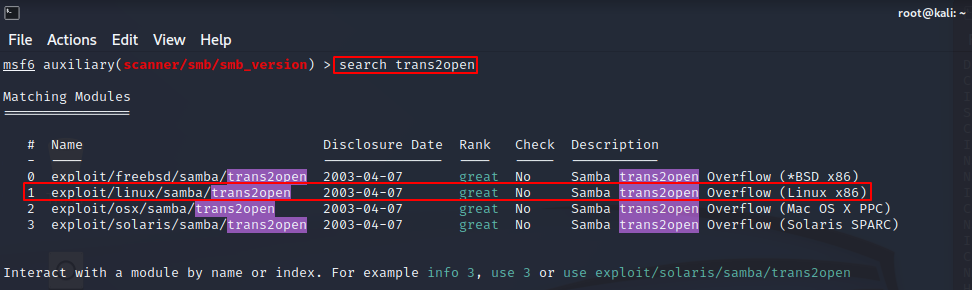 root@kali: ~
File Actions Edit View Help
msf6 auxiliary(scanner/smb/smb_version) > search trans2open
Matching Modules
================
# Name Disclosure Date Rank Check Description
- ---- --------------- ---- ----- -----------
0 exploit/freebsd/samba/trans2open 2003-04-07 great No Samba trans2open Overflow (*BSD x86)
1 exploit/linux/samba/trans2open 2003-04-07 great No Samba trans2open Overflow (Linux x86)
2 exploit/osx/samba/trans2open 2003-04-07 great No Samba trans2open Overflow (Mac OS X PPC)
3 exploit/solaris/samba/trans2open 2003-04-07 great No Samba trans2open Overflow (Solaris SPARC)
Interact with a module by name or index. For example info 3, use 3 or use exploit/solaris/samba/trans2open